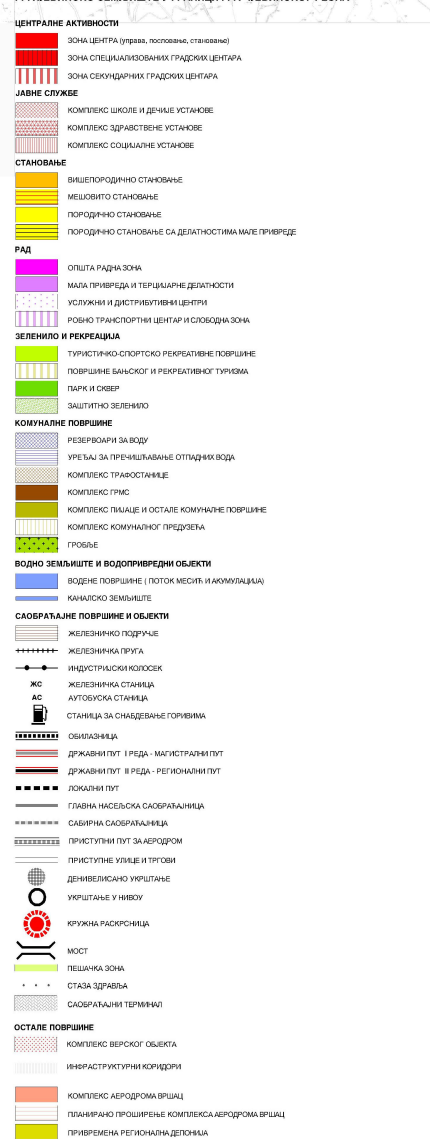 ЦЕНТРАЛНЕ АКТИВНОСТИ
ЗОНА ЦЕНТРА (управа, пословање, становање)
ЗОНА СПЕЦИЈАЛИЗОВАНИХ ГРАДСКИХ ЦЕНТАРА
ЗОНА СЕКУНДАРНИХ ГРАДСКИХ ЦЕНТАРА
ЈАВНЕ СЛУЖБЕ
КОМПЛЕКС ШКОЛЕ И ДЕЧИЈЕ УСТАНОВЕ
КОМПЛЕКС ЗДРАВСТВЕНЕ УСТАНОВЕ
КОМПЛЕКС СОЦИЈАЛНЕ УСТАНОВЕ
СТАНОВАЊЕ
ВИШЕПОРОДИЧНО СТАНОВАЊЕ
МЕШОВИТО СТАНОВАЊЕ
ПОРОДИЧНО СТАНОВАЊЕ
ПОРОДИЧНО СТАНОВАЊЕ СА ДЕЛАТНОСТИМА МАЛЕ ПРИВРЕДЕ
РАД
ОПШТА РАДНА ЗОНА
МАЛА ПРИВРЕДА И ТЕРЦИЈАРНЕ ДЕЛАТНОСТИ
УСЛУЖНИ И ДИСТРИБУТИВНИ ЦЕНТРИ
РОБНО ТРАНСПОРТНИ ЦЕНТАР И СЛОБОДНА ЗОНА
ЗЕЛЕНИЛО И РЕКРЕАЦИЈА
ТУРИСТИЧКО-СПОРТСКО РЕКРЕАТИВНЕ ПОВРШИНЕ
ПОВРШИНЕ БАЊСКОГ И РЕКРЕАТИВНОГ ТУРИЗМА
ПАРК И СКВЕР
ЗАШТИТНО ЗЕЛЕНИЛО
КОМУНАЛНЕ ПОВРШИНЕ
РЕЗЕРВОАРИ ЗА ВОДУ
УРЕЂАЈ ЗА ПРЕЧИШЋАВАЊЕ ОТПАДНИХ ВОДА
КОМПЛЕКС ТРАФОСТАНИЦЕ
КОМПЛЕКС ГРМС
КОМПЛЕКС ПИЈАЦЕ И ОСТАЛЕ КОМУНАЛНЕ ПОВРШИНЕ
КОМПЛЕКС КОМУНАЛНОГ ПРЕДУЗЕЋА
ГРОБЉЕ
ВОДНО ЗЕМЉИШТЕ И ВОДОПРИВРЕДНИ ОБЈЕКТИ
ВОДЕНЕ ПОВРШИНЕ ( ПОТОК МЕСИЋ И АКУМУЛАЦИЈА)
КАНАЛСКО ЗЕМЉИШТЕ
САОБРАЋАЈНЕ ПОВРШИНЕ И ОБЈЕКТИ
ЖЕЛЕЗНИЧКО ПОДРУЧЈЕ
ЖЕЛЕЗНИЧКА ПРУГА
ИНДУСТРИЈСКИ КОЛОСЕК
ЖС ЖЕЛЕЗНИЧКА СТАНИЦА
АС АУТОБУСКА СТАНИЦА
СТАНИЦА ЗА СНАБДЕВАЊЕ ГОРИВИМА
ОБИЛАЗНИЦА
ДРЖАВНИ ПУТ I РЕДА - МАГИСТРАЛНИ ПУТ
ДРЖАВНИ ПУТ II РЕДА - РЕГИОНАЛНИ ПУТ
ЛОКАЛНИ ПУТ
ГЛАВНА НАСЕЉСКА САОБРАЋАЈНИЦА
САБИРНА САОБРАЋАЈНИЦА
ПРИСТУПНИ ПУТ ЗА АЕРОДРОМ
ПРИСТУПНЕ УЛИЦЕ И ТРГОВИ
ДЕНИВЕЛИСАНО УКРШТАЊЕ
УКРШТАЊЕ У НИВОУ
КРУЖНА РАСКРСНИЦА
МОСТ
ПЕШАЧКА ЗОНА
СТАЗА ЗДРАВЉА
САОБРАЋАЈНИ ТЕРМИНАЛ
ОСТАЛЕ ПОВРШИНЕ
КОМПЛЕКС ВЕРСКОГ ОБЈЕКТА
ИНФРАСТРУКТУРНИ КОРИДОРИ
КОМПЛЕКС АЕРОДРОМА ВРШАЦ
ПЛАНИРАНО ПРОШИРЕЊЕ КОМПЛЕКСА АЕРОДРОМА ВРШАЦ
ПРИВРЕМЕНА РЕГИОНАЛНА ДЕПОНИЈА